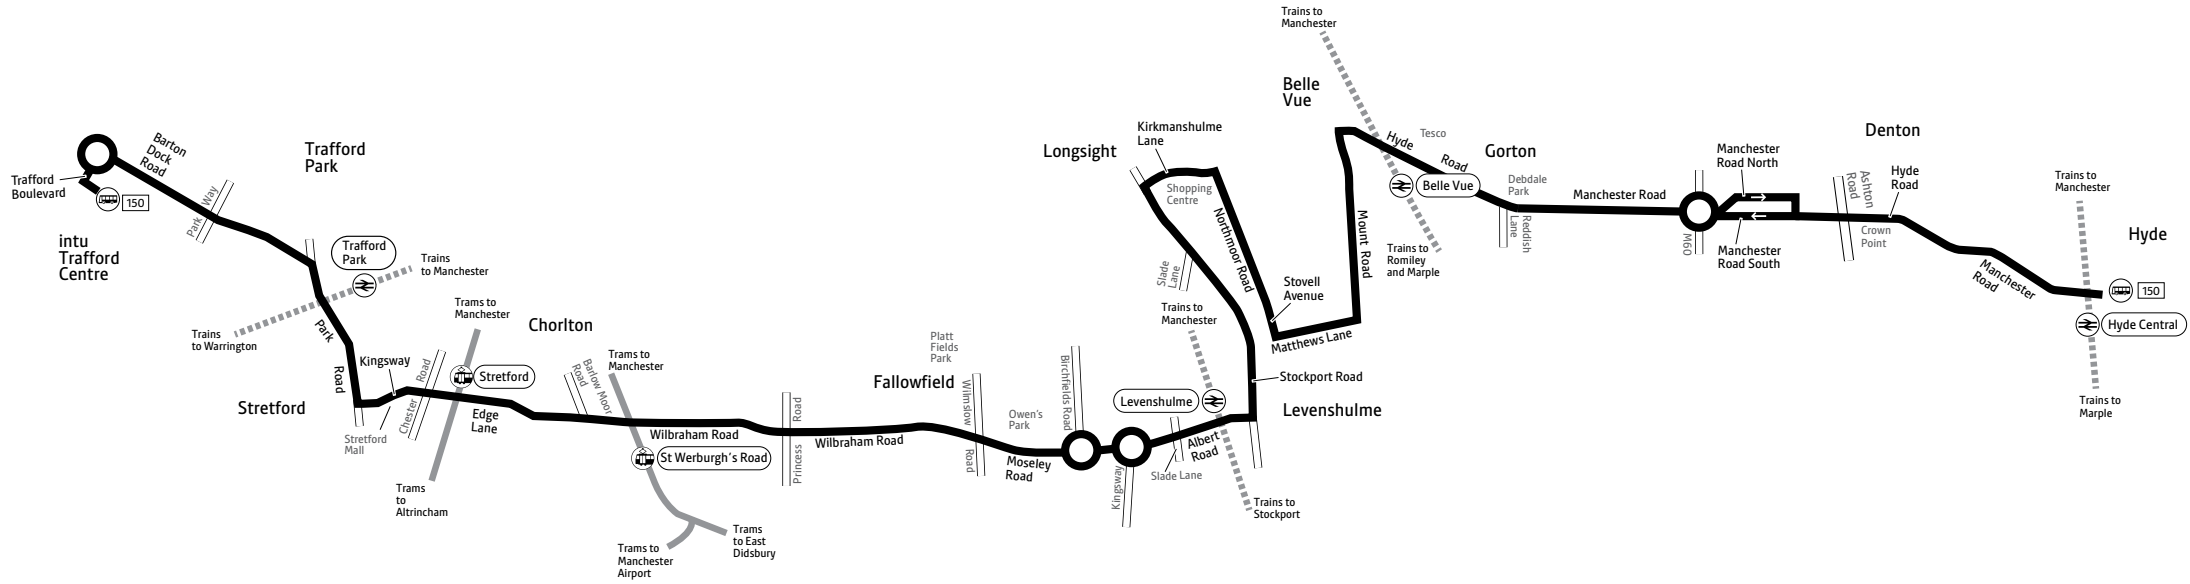 Trafford
Boulevard
150
intu
Trafford
Centre
Barton
Dock
Road
Park Way
Trafford
Park
Trafford
Park
Trains
to Manchester
Trains
to Warrington
Park
Road
Kingsway
Stretford
Stretford
Mall
Chester Road
Trams to
Manchester
Stretford
Trams
to
Altrincham
Edge
Lane
Chorlton
Barlow Moor
Road
Trams to
Manchester
Wilbraham Road
St Werburgh's Road
Trams to
Manchester
Airport
Trams
to East
Didsbury
Princess Road
Wilbraham Road
Fallowfield
Platt
Fields
Park
Wilmslow
Road
Owen's
Park
Moseley
Road
Birchfields Road
Kingsway
Levenshulme
Slade Lane
Albert
Road
Trains to
Manchester
Trains to
Stockport
Levenshulme
Stockport Road
Slade
Lane
Longsight
Kirkmanshulme
Lane
Shopping
Centre
Northmoor Road
Stovell
Avenue
Matthews Lane
Mount Road
Belle
Vue
Trains to
Manchester
Hyde
Road
Tesco
Belle Vue
Trains to
Romiley
and Marple
Gorton
Debdale
Park
Reddish
Lane
Manchester Road
M60
Manchester
Road North
Manchester
Road South
Denton
Ashton
Road
Crown
Point
Hyde
Road
Manchester
Road
Trains to
Manchester
Hyde
150
Hyde Central
Trains to
Marple